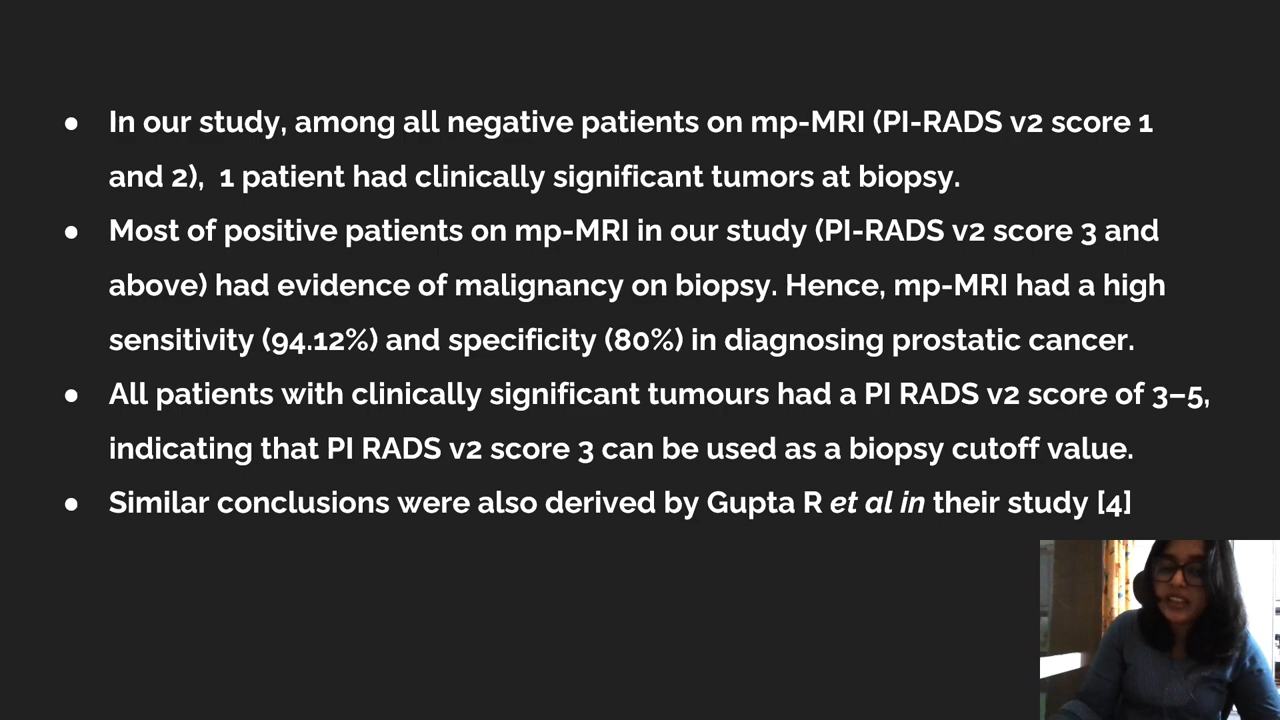 ● In our study, among all negative patients on mp-MRI (PI-RADS v2 score 1
and 2),  1 patient had clinically significant tumors at biopsy.
● Most of positive patients on mp-MRI in our study (PI-RADS v2 score 3 and
above) had evidence of malignancy on biopsy. Hence, mp-MRI had a high
sensitivity (94.12%) and specificity (80%) in diagnosing prostatic cancer.
● All patients with clinically significant tumours had a PI RADS v2 score of 3–5,
indicating that PI RADS v2 score 3 can be used as a biopsy cutoff value.
● Similar conclusions were also derived by Gupta R et al in their study [4]